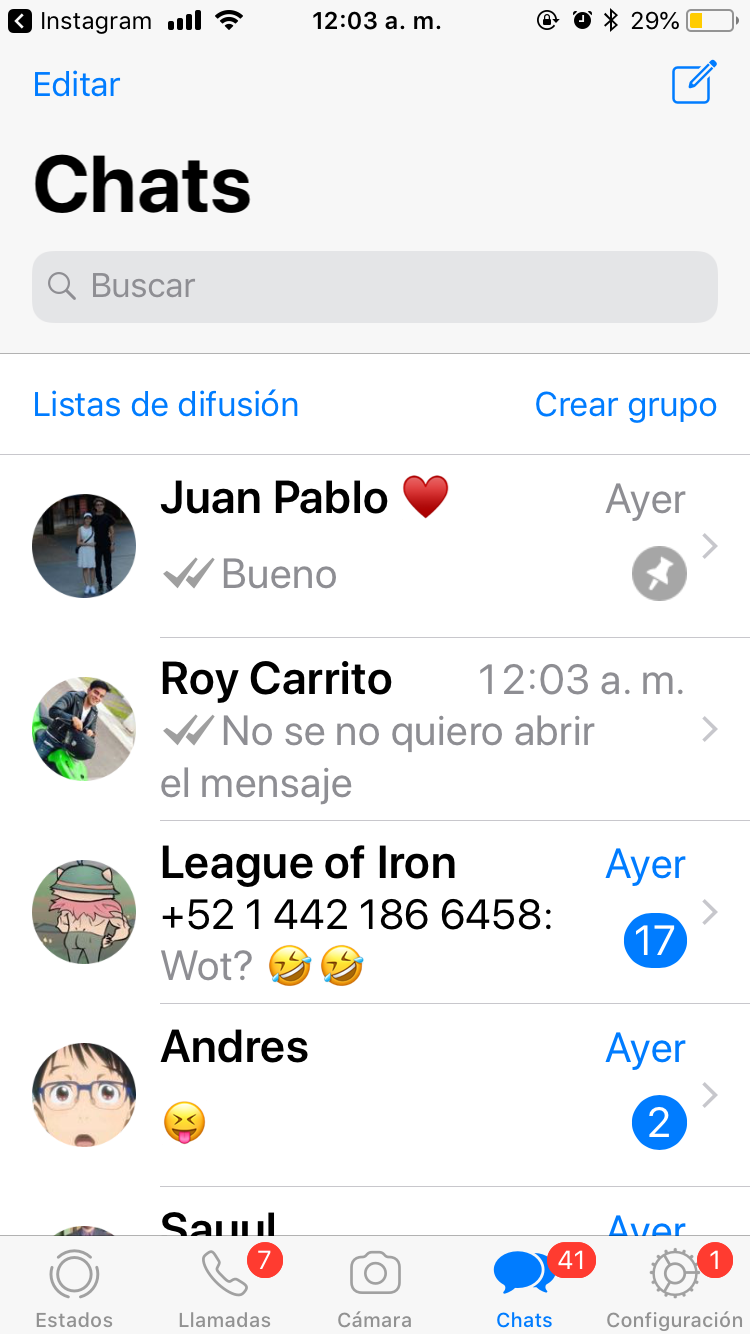 Instagram 12:03 a. m. 29%
Editar
Chats
Buscar
Listas de difusión Crear grupo
Juan Pablo ❤️ Ayer
Bueno
Roy Carrito 12:03 a. m.
No se no quiero abrir
el mensaje
League of Iron Ayer
+52 1 442 186 6458:
Wot? 🤣🤣 17
Andres Ayer
😝 2
Sauul Ayer
7 41 1
Estados Llamadas Cámara Chats Configuración